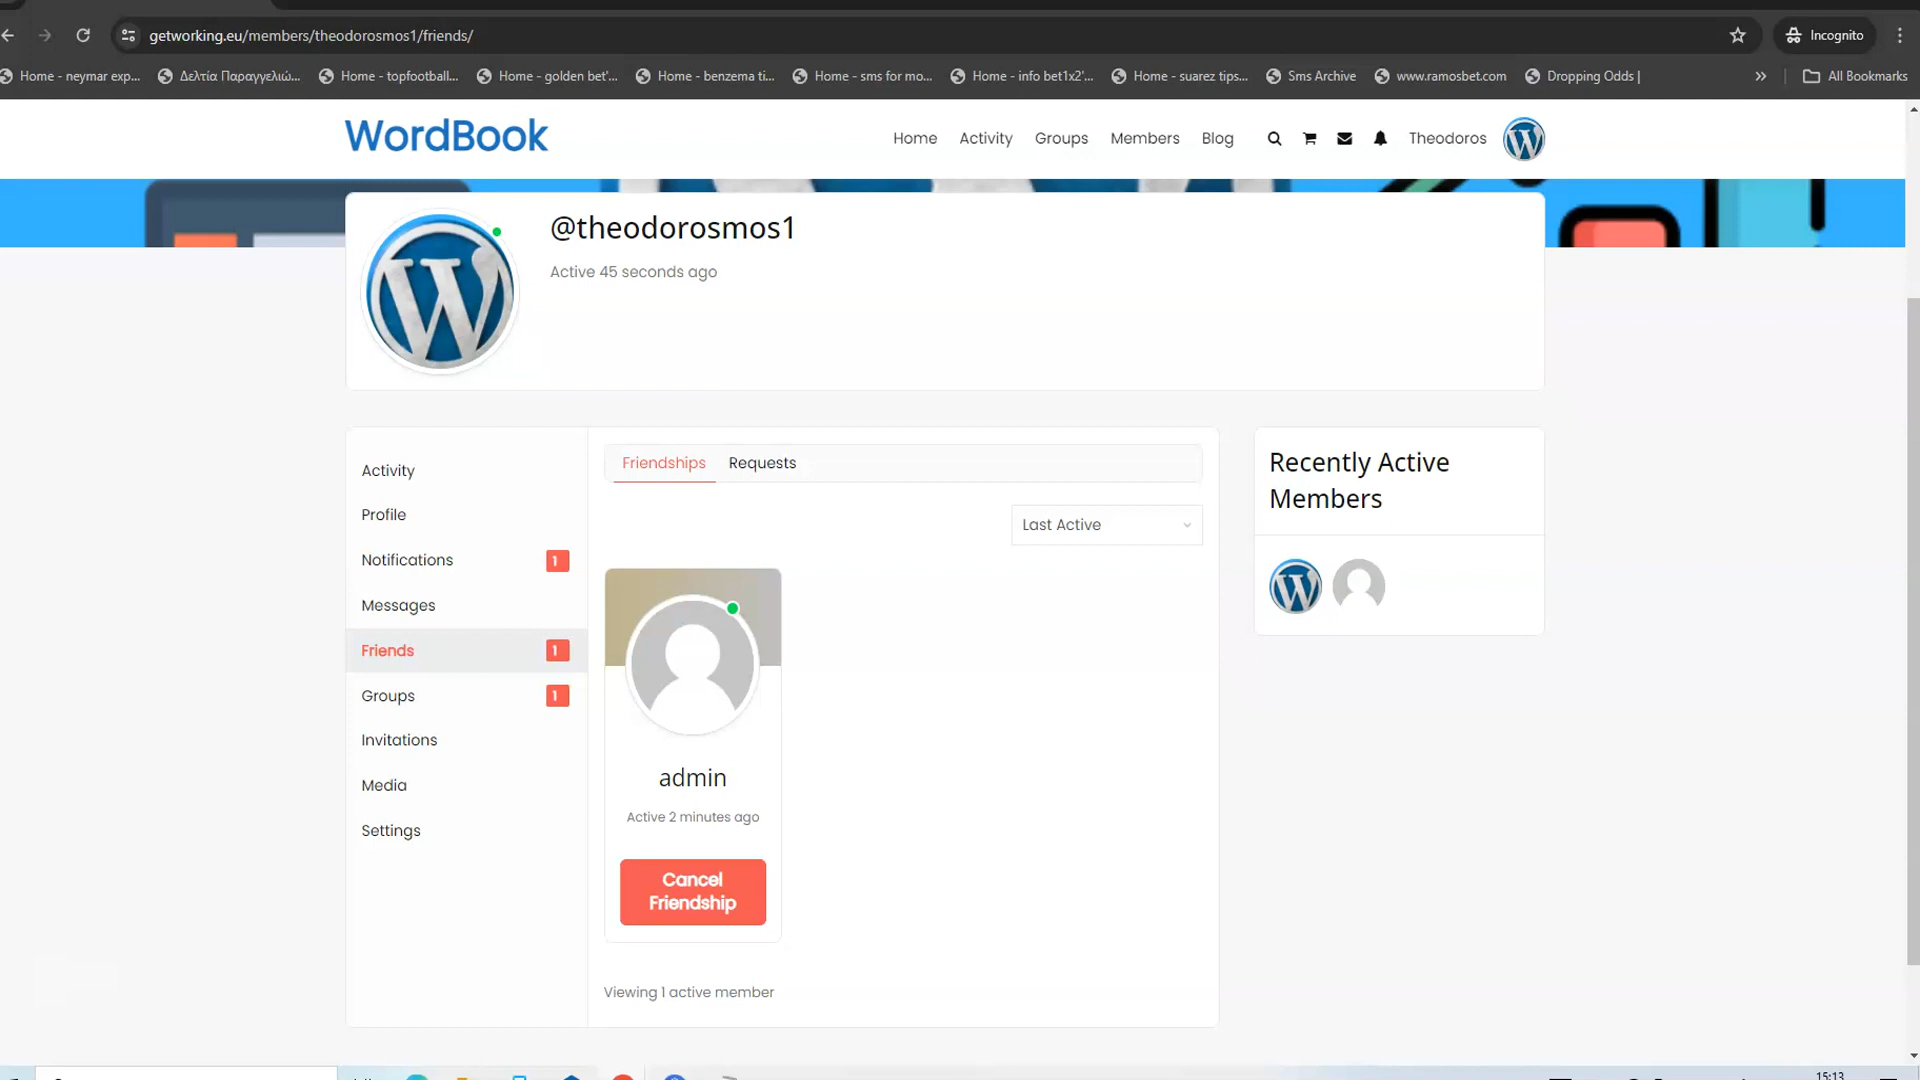 getworking.eu/members/theodorosmos1/friends/
Incognito
Home - neymar exp...
Δελτία Παραγγελιώ...
Home - topfootball...
Home - golden bet'...
Home - benzema ti...
Home - sms for mo...
Home - info bet1x2'...
Home - suarez tips...
Sms Archive
www.ramosbet.com
Dropping Odds |
All Bookmarks
WordBook
Home
Activity
Groups
Members
Blog
Theodoros
@theodorosmos1
Active 45 seconds ago
Activity
Profile
Notifications 1
Messages
Friends 1
Groups 1
Invitations
Media
Settings
Friendships
Requests
Last Active
admin
Active 2 minutes ago
Cancel
Friendship
Viewing 1 active member
Recently Active
Members
15:13